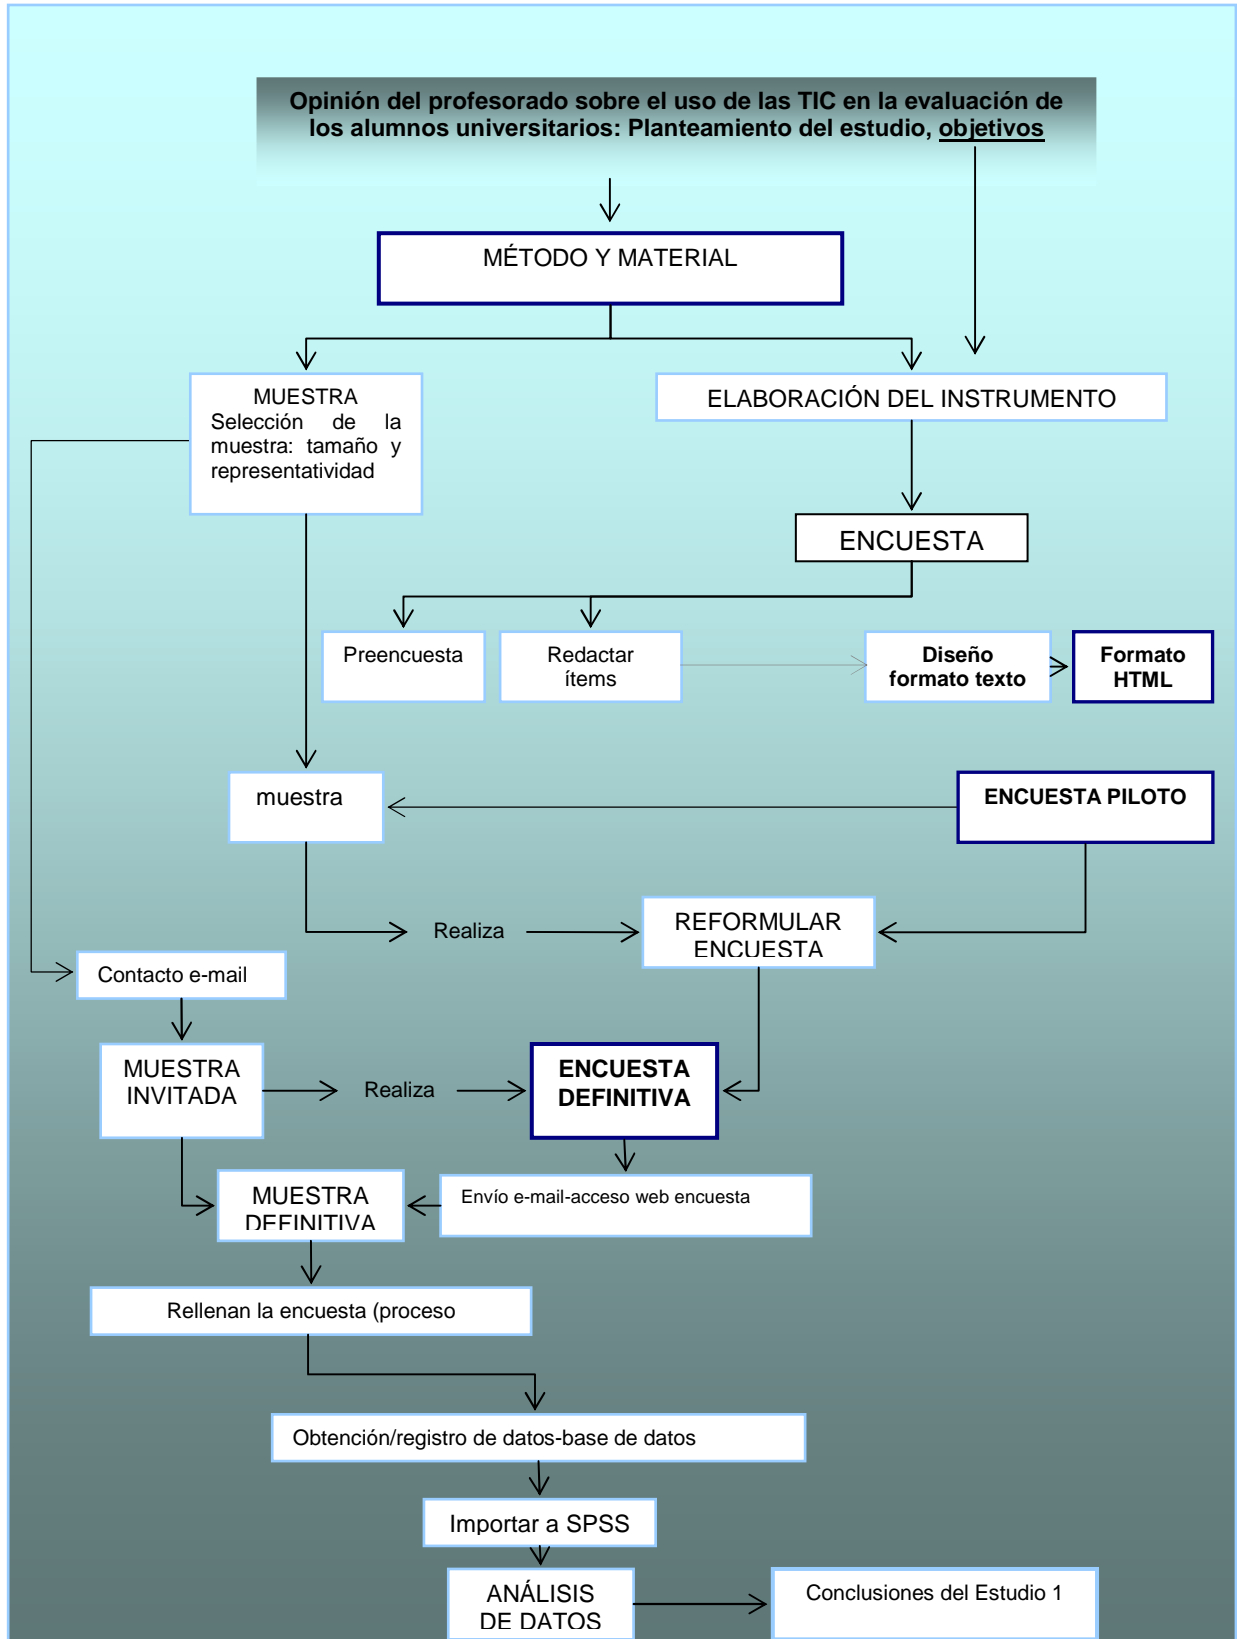 Opinión del profesorado sobre el uso de las TIC en la evaluación de
los alumnos universitarios: Planteamiento del estudio, objetivos
MÉTODO Y MATERIAL
MUESTRA
Selección de la
muestra: tamaño y
representatividad
ELABORACIÓN DEL INSTRUMENTO
ENCUESTA
Preencuesta
Redactar
ítems
Diseño
formato texto
Formato
HTML
muestra
ENCUESTA PILOTO
Realiza
REFORMULAR
ENCUESTA
Contacto e-mail
MUESTRA
INVITADA
Realiza
ENCUESTA
DEFINITIVA
MUESTRA
DEFINITIVA
Envío e-mail-acceso web encuesta
Rellenan la encuesta (proceso
Obtención/registro de datos-base de datos
Importar a SPSS
ANÁLISIS
DE DATOS
Conclusiones del Estudio 1